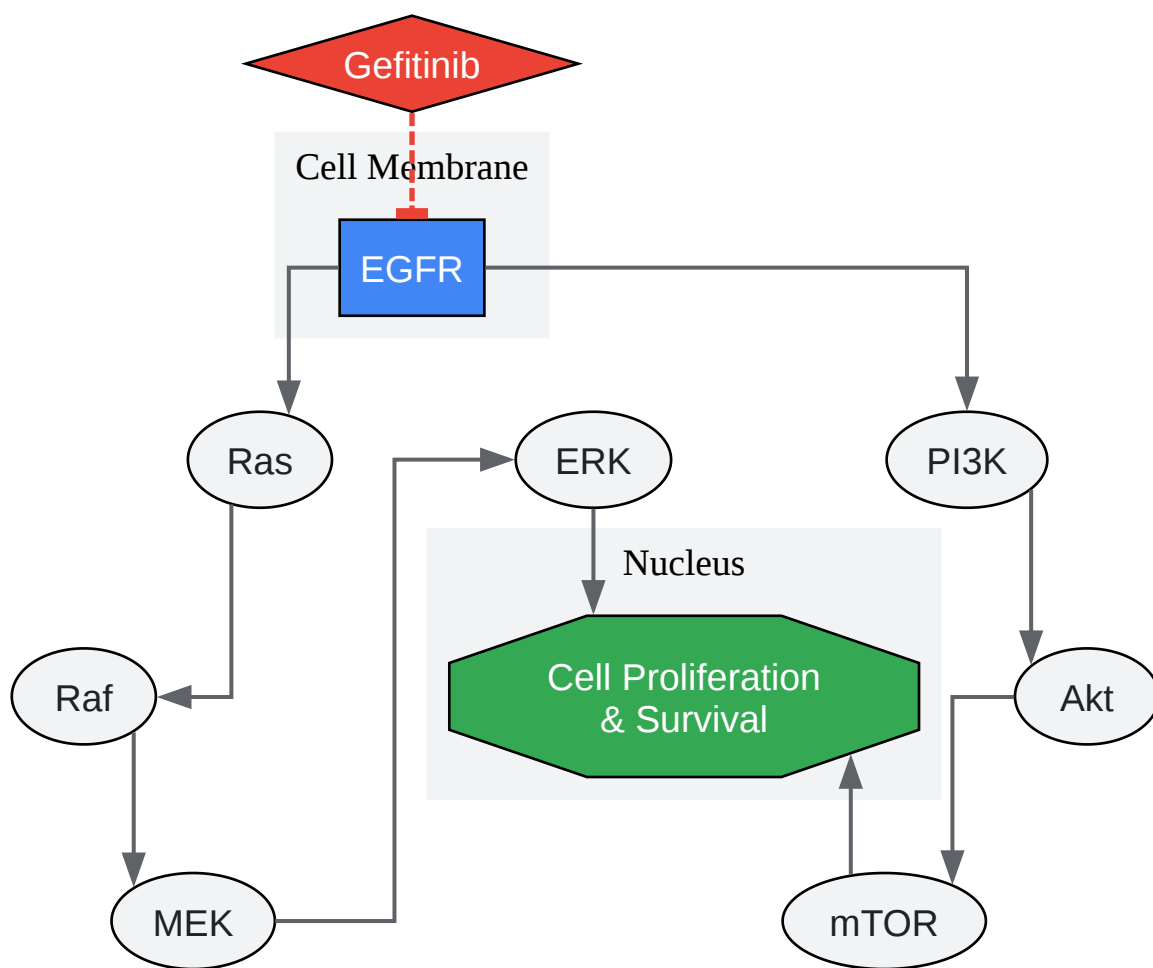 Gefitinib
Cell Membrane
EGFR
Ras
ERK
PI3K
Nucleus
Cell Proliferation
& Survival
Raf
Akt
MEK
mTOR